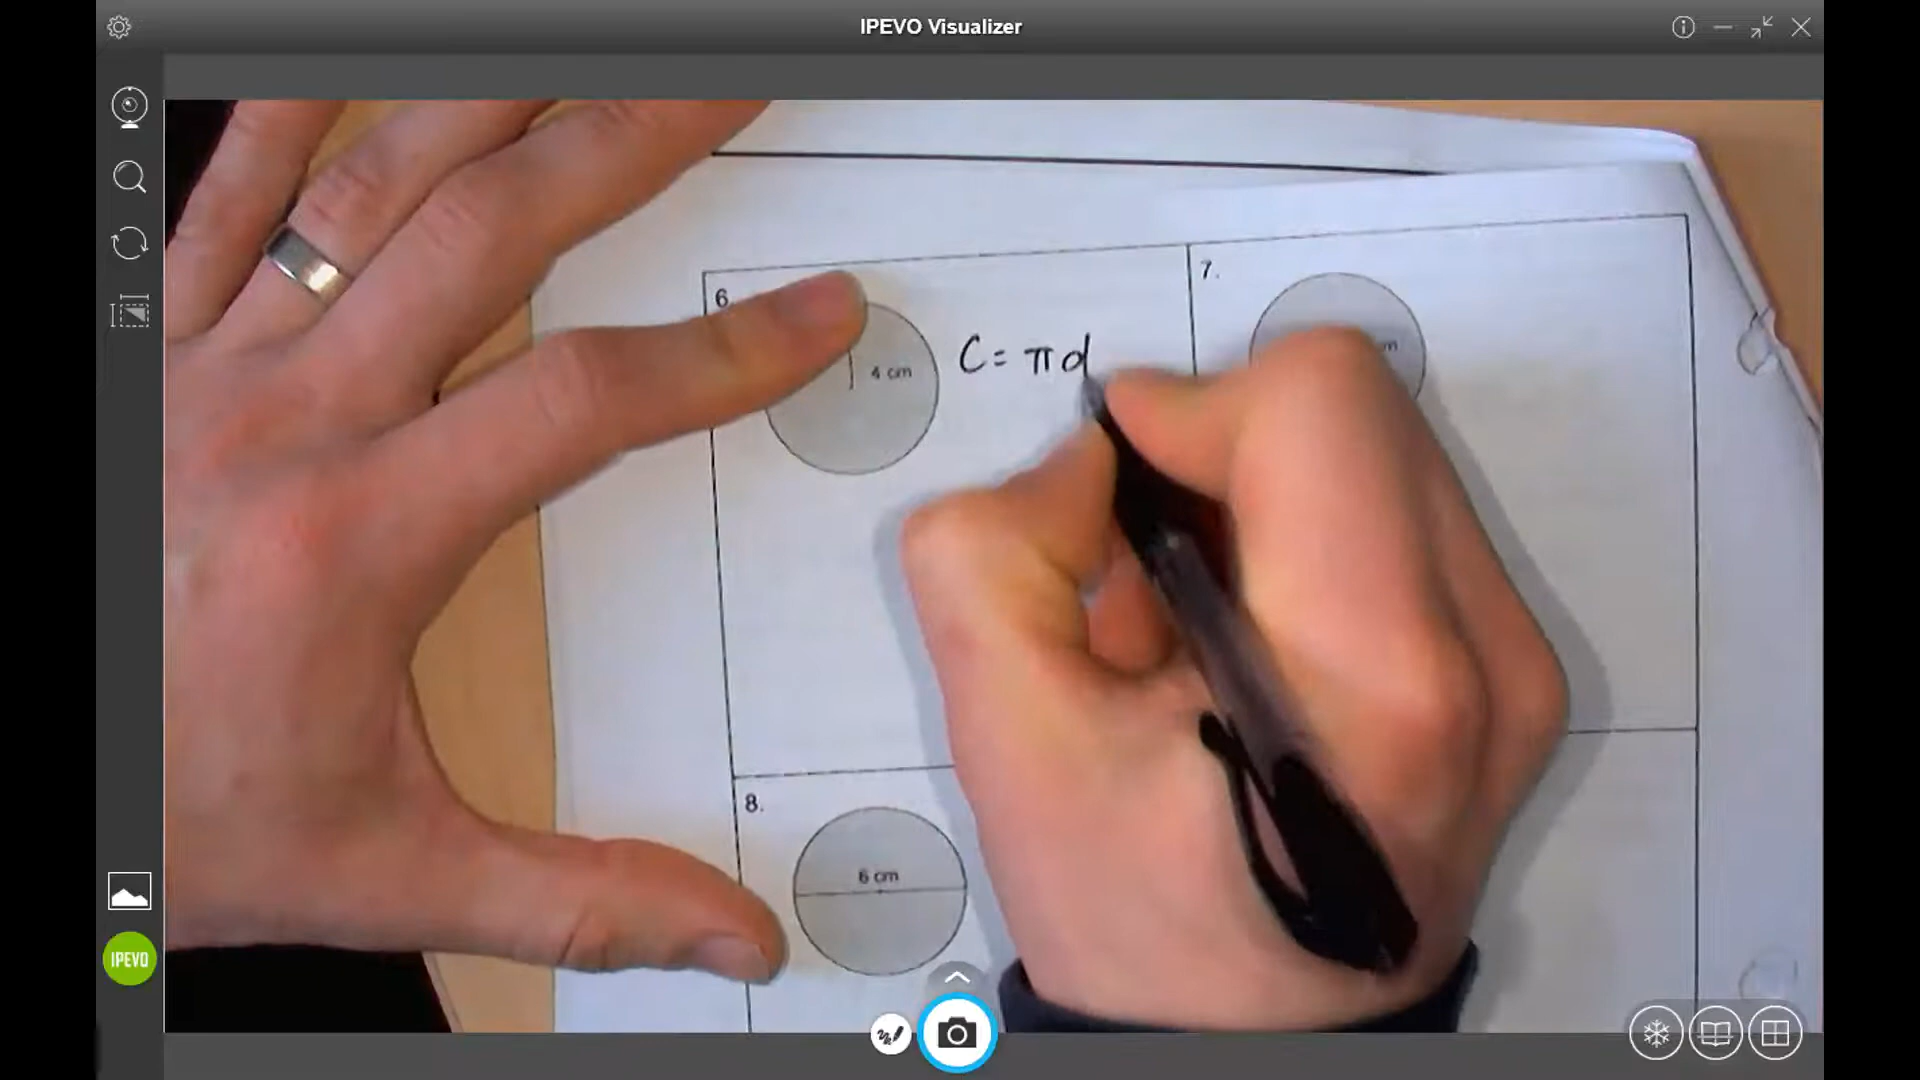 IPEVO Visualizer
6
4 cm
C = πd
7.
8.
6 cm
IPEVO